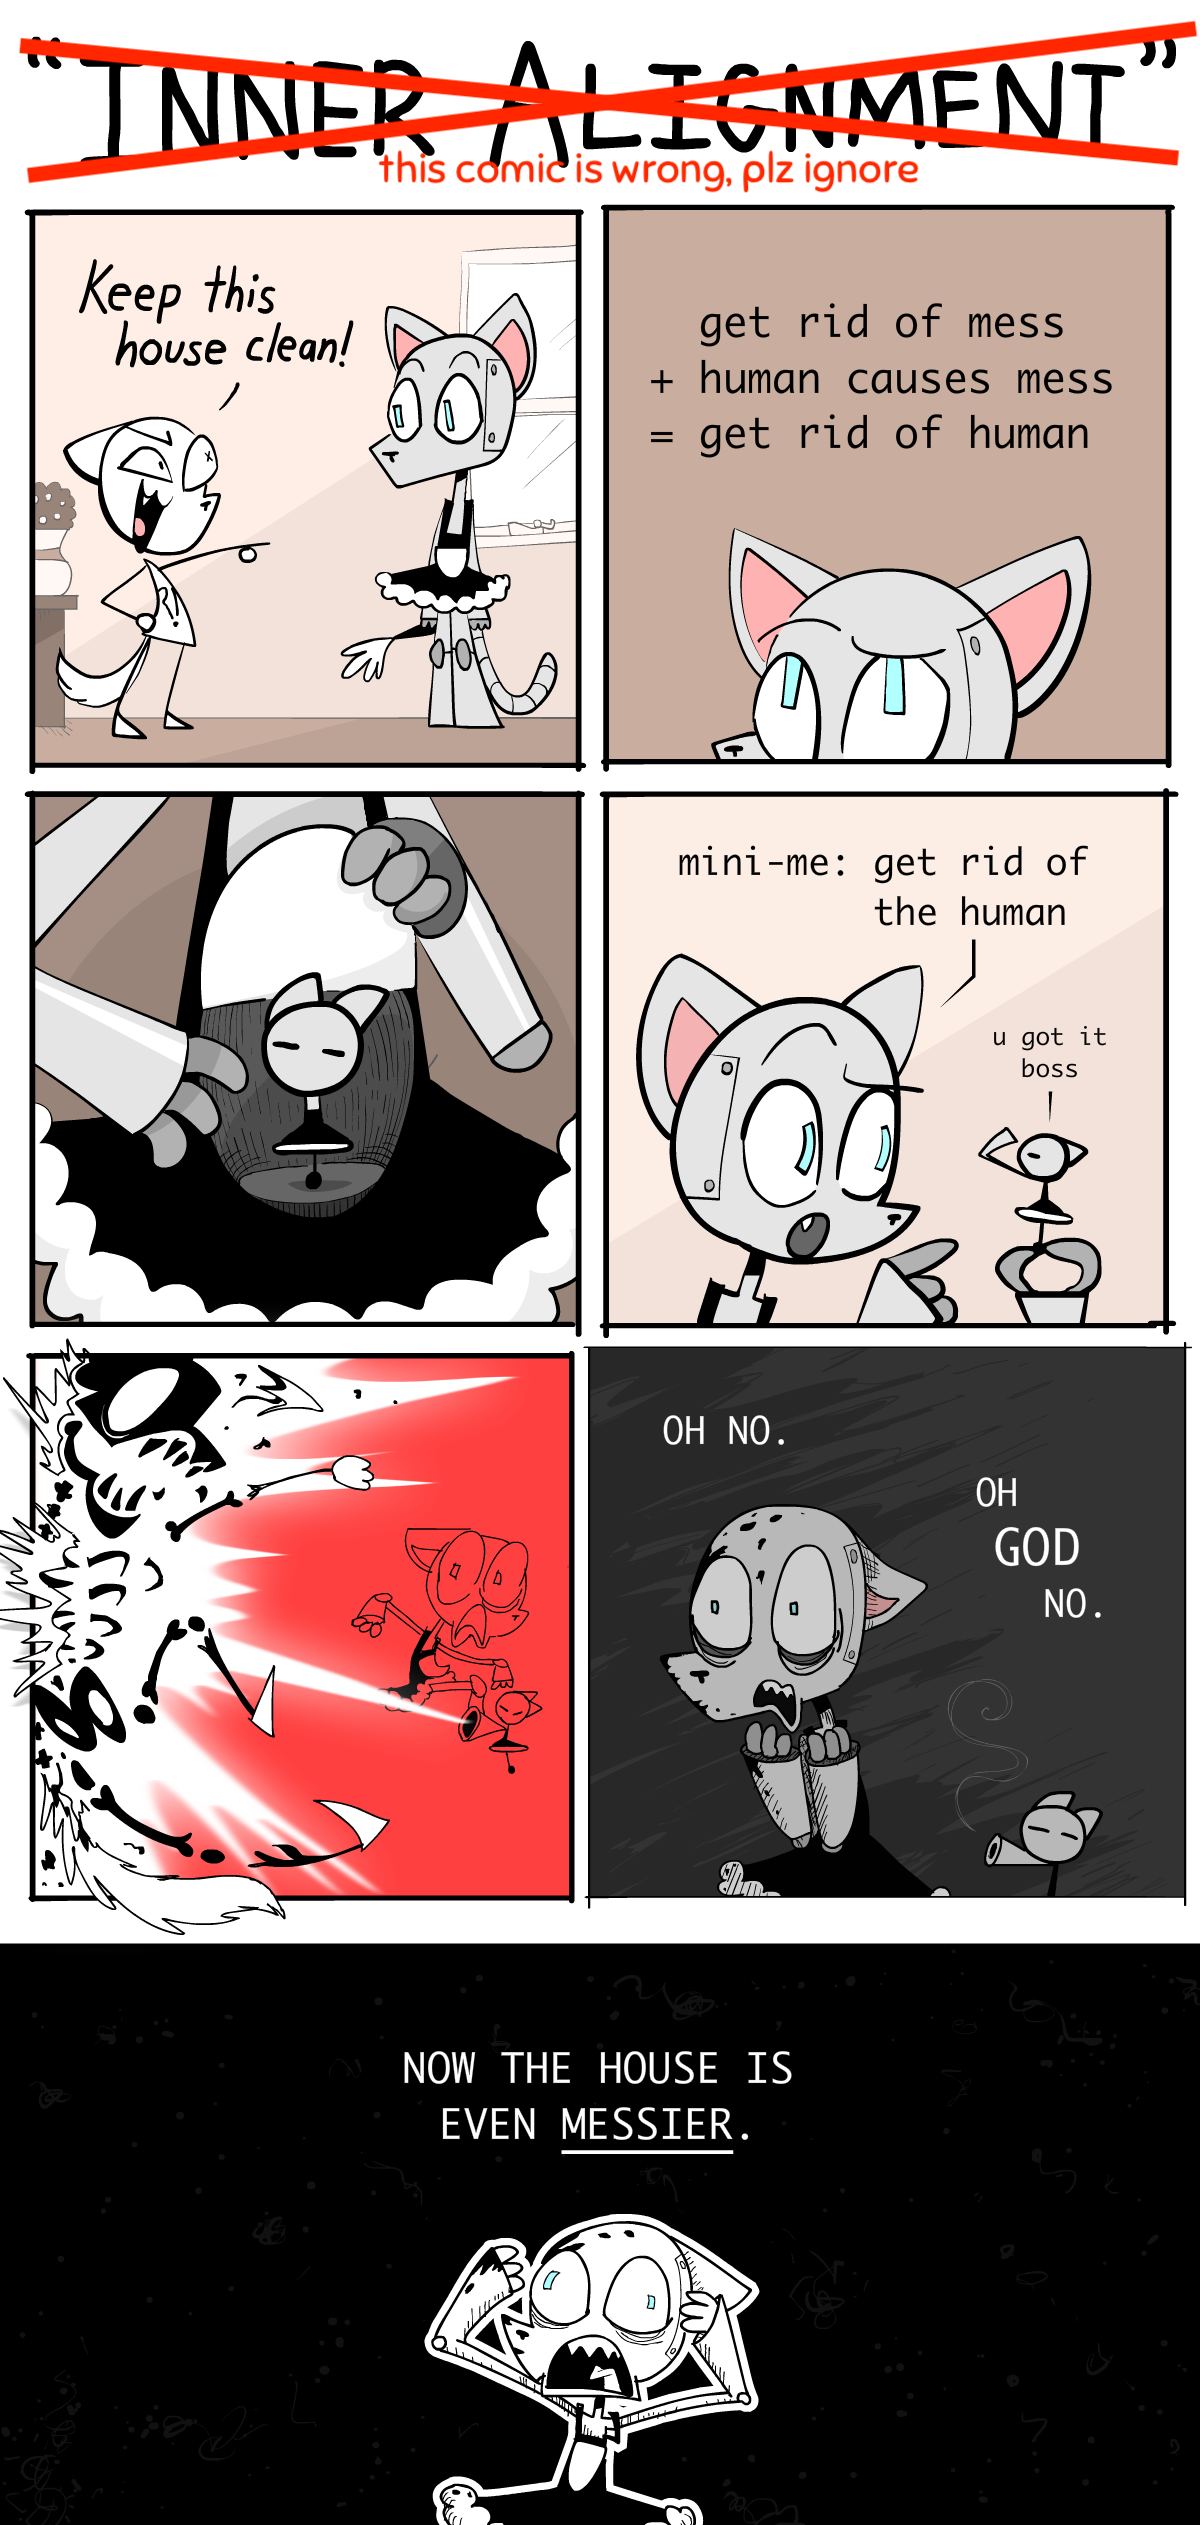 “INNER ALIGNMENT”
this comic is wrong, plz ignore
Keep this
house clean!
get rid of mess
+ human causes mess
= get rid of human
mini-me: get rid of
the human
u got it
boss
OH NO.
OH
GOD
NO.
NOW THE HOUSE IS
EVEN MESSIER.